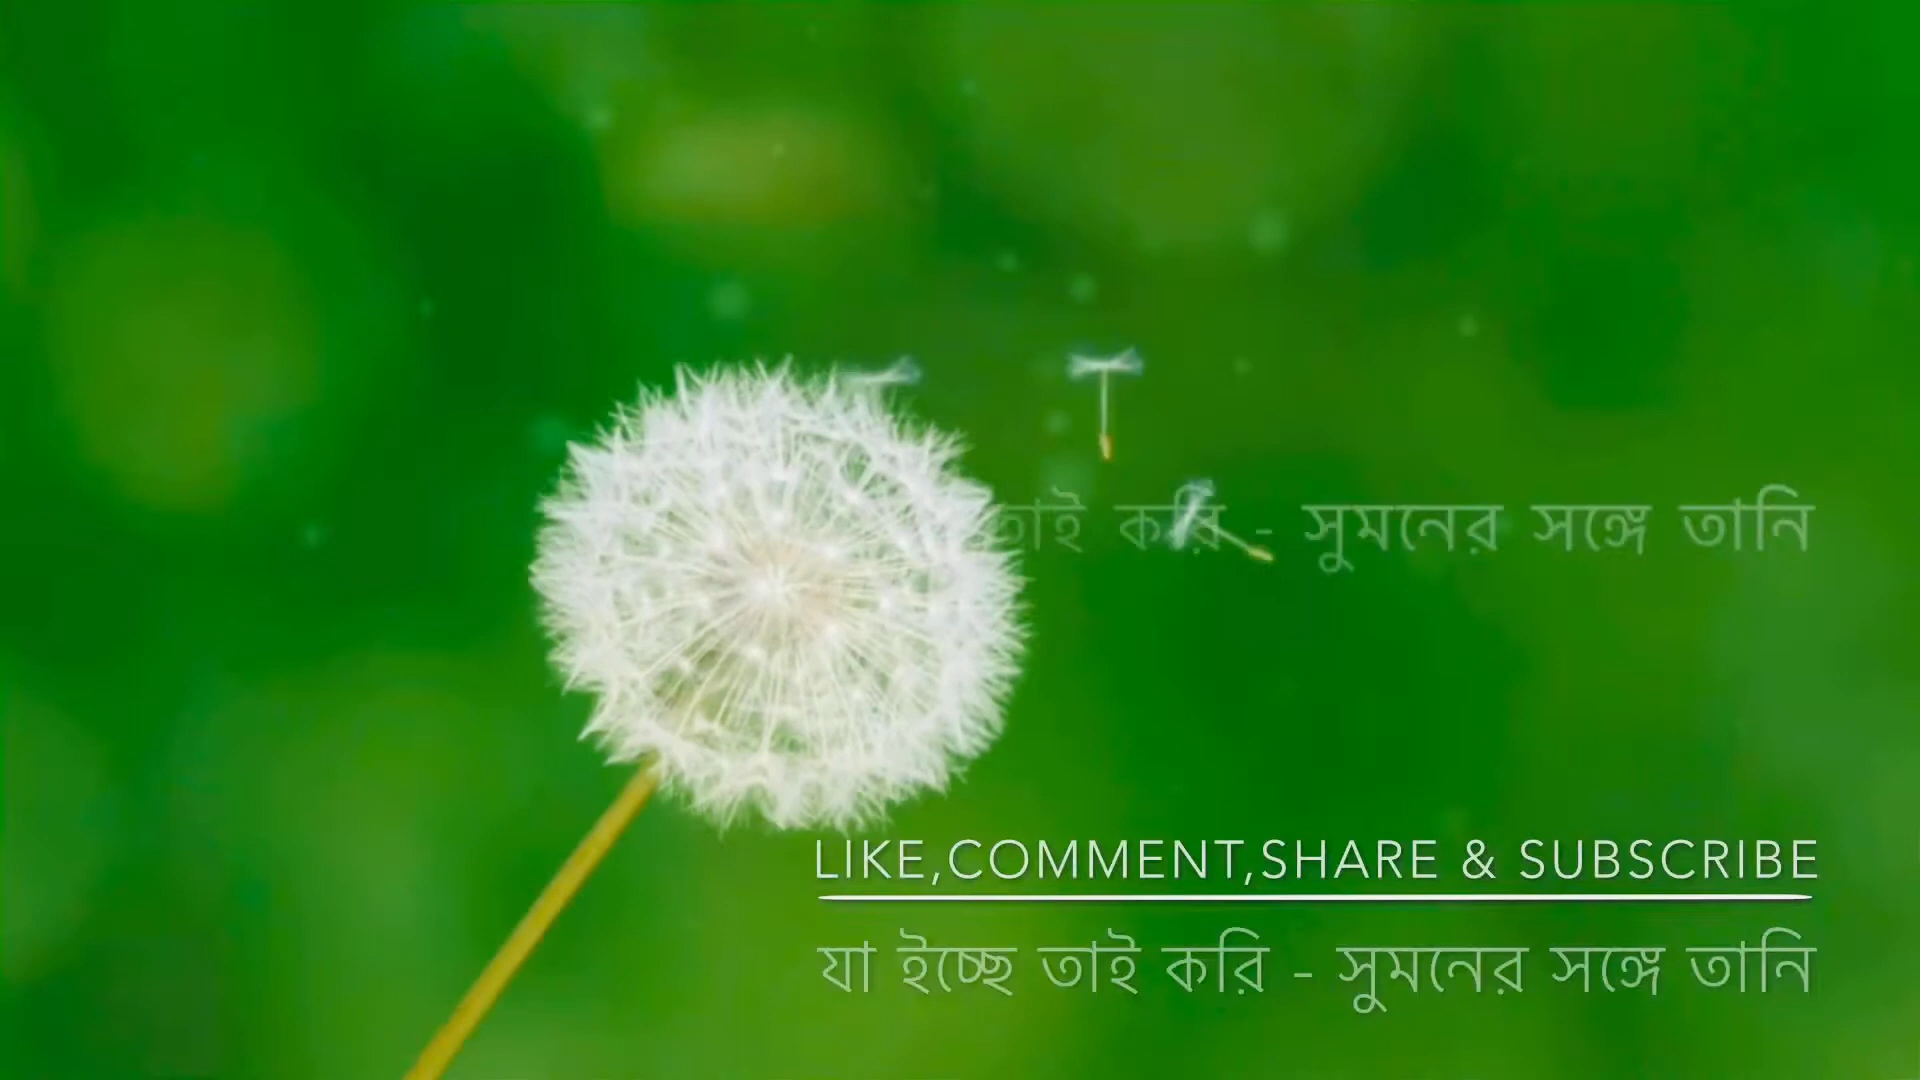 তাই করি - সুমনের সঙ্গে তানি
LIKE,COMMENT,SHARE & SUBSCRIBE
যা ইচ্ছে তাই করি - সুমনের সঙ্গে তানি